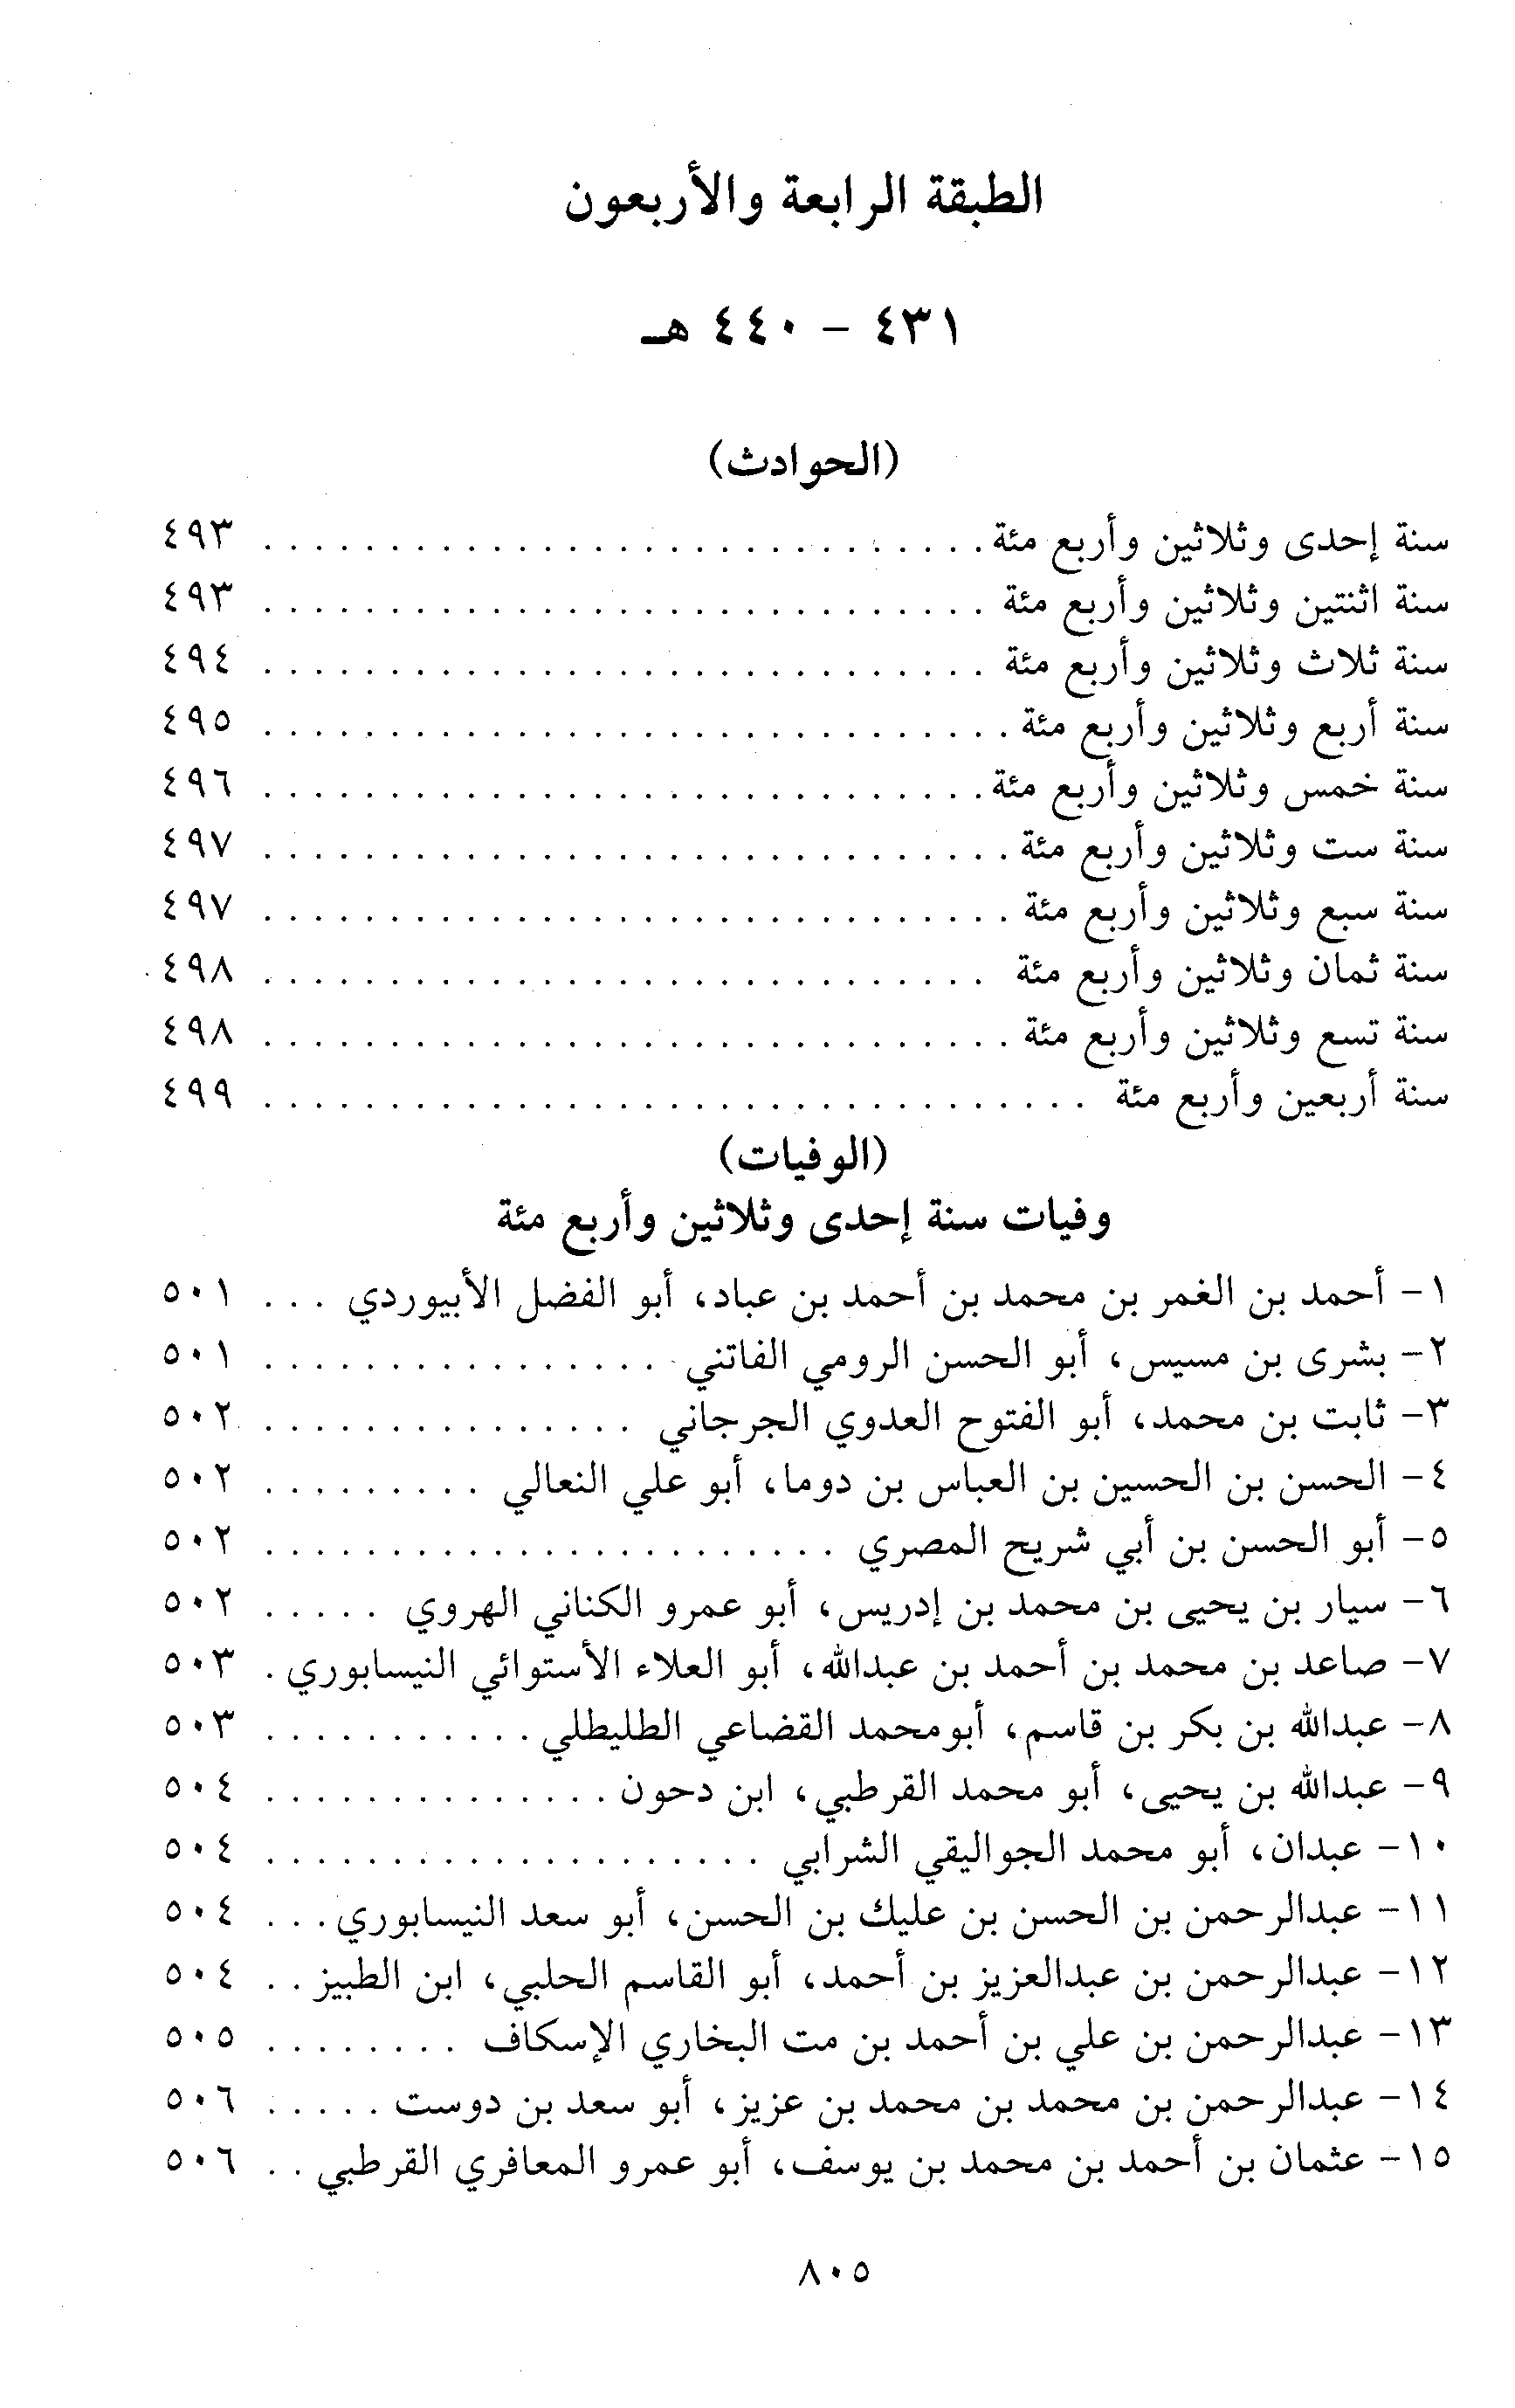 الطبقة الرابعة والأربعون
٤٣١ - ٤٤٠ هـ
(الحوادث)
سنة إحدى وثلاثين وأربع مئة . . . . . . . . . . . . . . . . . . . . . . . . . . . . . ٤٩٣
سنة اثنتين وثلاثين وأربع مئة . . . . . . . . . . . . . . . . . . . . . . . . . . . . . ٤٩٣
سنة ثلاث وثلاثين وأربع مئة . . . . . . . . . . . . . . . . . . . . . . . . . . . . . ٤٩٤
سنة أربع وثلاثين وأربع مئة . . . . . . . . . . . . . . . . . . . . . . . . . . . . . . ٤٩٥
سنة خمس وثلاثين وأربع مئة . . . . . . . . . . . . . . . . . . . . . . . . . . . . . ٤٩٦
سنة ست وثلاثين وأربع مئة . . . . . . . . . . . . . . . . . . . . . . . . . . . . . . ٤٩٧
سنة سبع وثلاثين وأربع مئة . . . . . . . . . . . . . . . . . . . . . . . . . . . . . . ٤٩٧
سنة ثمان وثلاثين وأربع مئة . . . . . . . . . . . . . . . . . . . . . . . . . . . . . ٤٩٨
سنة تسع وثلاثين وأربع مئة . . . . . . . . . . . . . . . . . . . . . . . . . . . . . . ٤٩٨
سنة أربعين وأربع مئة . . . . . . . . . . . . . . . . . . . . . . . . . . . . . . . . . ٤٩٩
(الوفيات)
وفيات سنة إحدى وثلاثين وأربع مئة
١- أحمد بن الغمر بن محمد بن أحمد بن عباد، أبو الفضل الأبيوردي . . . ٥٠١
٢- بشرى بن مسيس، أبو الحسن الرومي الفاتني . . . . . . . . . . . . . . . . ٥٠١
٣- ثابت بن محمد، أبو الفتوح العدوي الجرجاني . . . . . . . . . . . . . . . ٥٠٢
٤- الحسن بن الحسين بن العباس بن دوما، أبو علي النعالي . . . . . . . . . ٥٠٢
٥- أبو الحسن بن أبي شريح المصري . . . . . . . . . . . . . . . . . . . . . . . ٥٠٢
٦- سيار بن يحيى بن محمد بن إدريس، أبو عمرو الكناني الهروي . . . . . ٥٠٢
٧- صاعد بن محمد بن أحمد بن عبدالله، أبو العلاء الأستوائي النيسابوري . ٥٠٣
٨- عبدالله بن بكر بن قاسم، أبومحمد القضاعي الطليطلي . . . . . . . . . . . ٥٠٣
٩- عبدالله بن يحيى، أبو محمد القرطبي، ابن دحون . . . . . . . . . . . . . . ٥٠٤
١٠- عبدان، أبو محمد الجواليقي الشرابي . . . . . . . . . . . . . . . . . . . . ٥٠٤
١١- عبدالرحمن بن الحسن بن عليك بن الحسن، أبو سعد النيسابوري . . . ٥٠٤
١٢- عبدالرحمن بن عبدالعزيز بن أحمد، أبو القاسم الحلبي، ابن الطبيز . . ٥٠٤
١٣- عبدالرحمن بن علي بن أحمد بن مت البخاري الإسكاف . . . . . . . . ٥٠٥
١٤- عبدالرحمن بن محمد بن محمد بن عزيز، أبو سعد بن دوست . . . . . ٥٠٦
١٥- عثمان بن أحمد بن محمد بن يوسف، أبو عمرو المعافري القرطبي . . ٥٠٦
٨٠٥